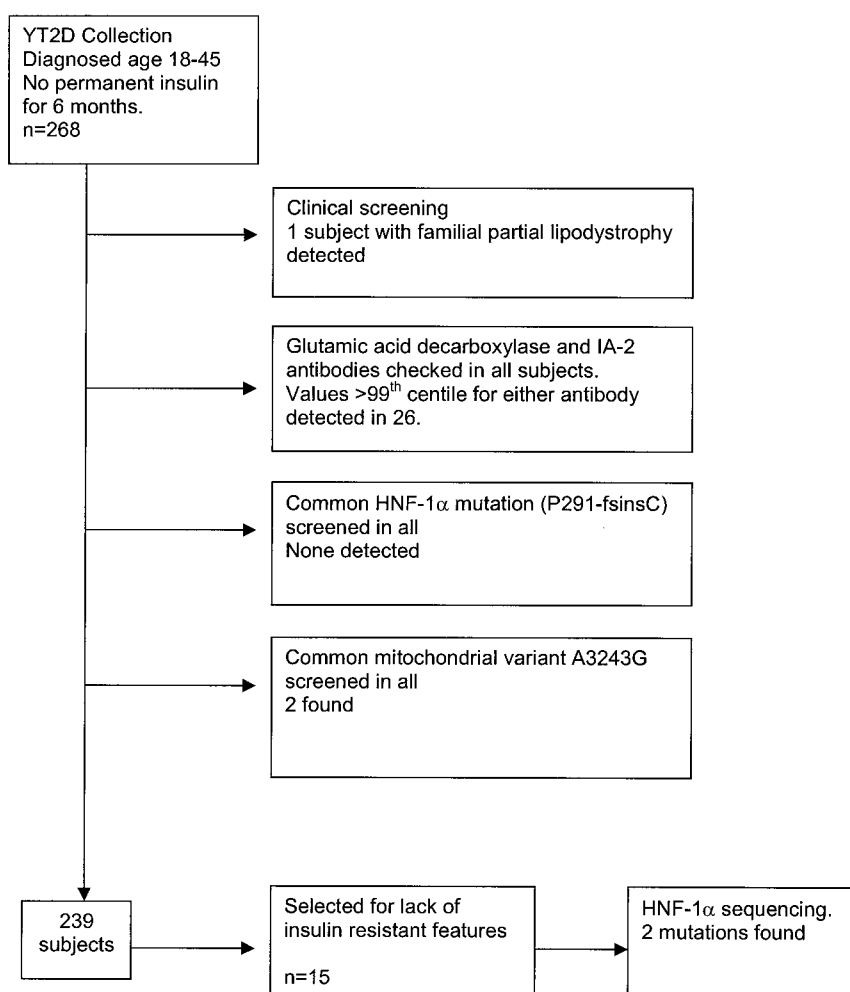 YT2D Collection
Diagnosed age 18-45
No permanent insulin
for 6 months.
n=268
Clinical screening
1 subject with familial partial lipodystrophy
detected
Glutamic acid decarboxylase and IA-2
antibodies checked in all subjects.
Values >99th centile for either antibody
detected in 26.
Common HNF-1α mutation (P291-fsinsC)
screened in all
None detected
Common mitochondrial variant A3243G
screened in all
2 found
239
subjects
Selected for lack of
insulin resistant features
n=15
HNF-1α sequencing.
2 mutations found